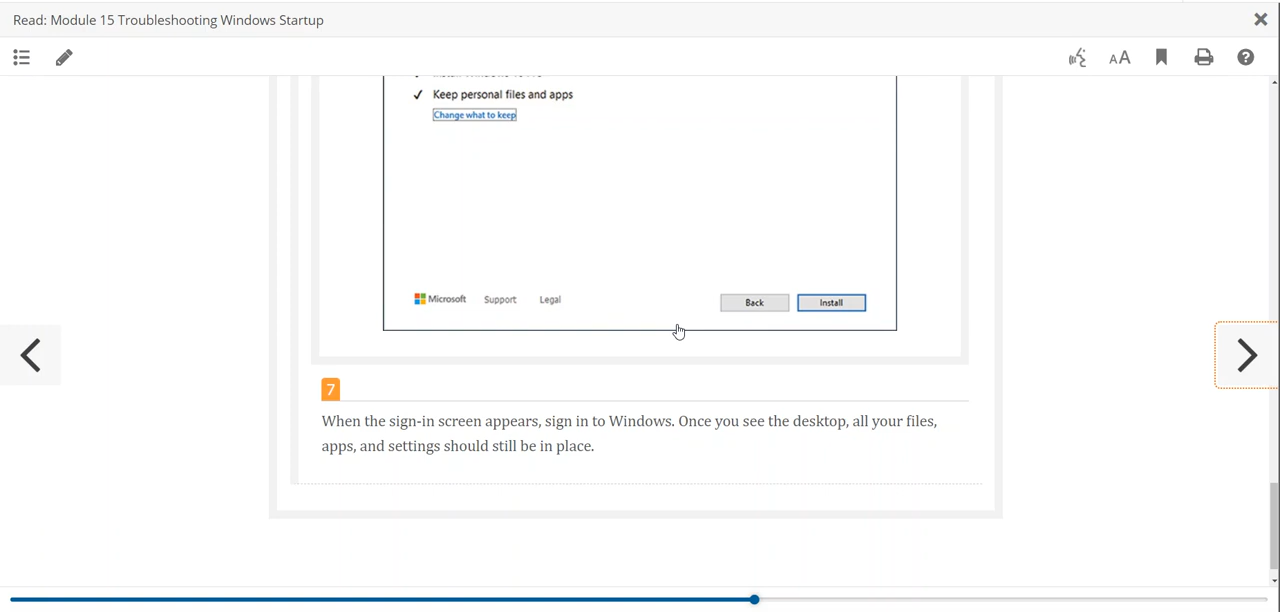 Read: Module 15 Troubleshooting Windows Startup
AA
Keep personal files and apps
Change what to keep
Microsoft Support Legal
Back Install
7
When the sign-in screen appears, sign in to Windows. Once you see the desktop, all your files,
apps, and settings should still be in place.